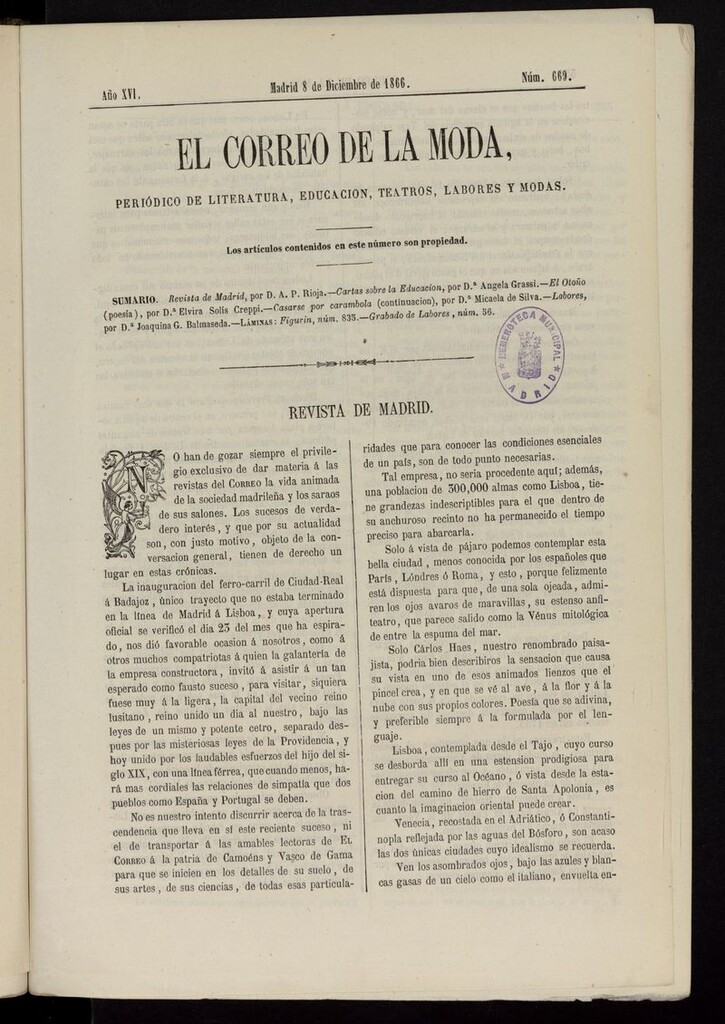 Año XVI.
Madrid 8 de Diciembre de 1866.
Núm. 669.
EL CORREO DE LA MODA,
PERIÓDICO DE LITERATURA, EDUCACION, TEATROS, LABORES Y MODAS.
Los artículos contenidos en este número son propiedad.
SUMARIO. Revista de Madrid, por D. A. P. Rioja.—Cartas sobre la Educacion, por D.ª Angela Grassi.—El Otoño
(poesía), por D.ª Elvira Solis Creppi.—Casarse por carambola (continuacion), por D.ª Micaela de Silva.—Labores,
por D.ª Joaquina G. Balmaseda.—LÁMINAS: Figurin, núm. 835.—Grabado de Labores, núm. 56.
HEMEROTECA MUNICIPAL
MADRID
REVISTA DE MADRID.
NO han de gozar siempre el privile-
gio exclusivo de dar materia á las
revistas del CORREO la vida animada
de la sociedad madrileña y los saraos
de sus salones. Los sucesos de verda-
dero interés, y que por su actualidad
son, con justo motivo, objeto de la con-
versacion general, tienen de derecho un
lugar en estas crónicas.
La inauguracion del ferro-carril de Ciudad-Real
á Badajoz, único trayecto que no estaba terminado
en la línea de Madrid á Lisboa, y cuya apertura
oficial se verificó el dia 23 del mes que ha espira-
do, nos dió favorable ocasion á nosotros, como á
otros muchos compatriotas á quien la galantería de
la empresa constructora, invitó á asistir á un tan
esperado como fausto suceso, para visitar, siquiera
fuese muy á la ligera, la capital del vecino reino
lusitano, reino unido un dia al nuestro, bajo las
leyes de un mismo y potente cetro, separado des-
pues por las misteriosas leyes de la Providencia, y
hoy unido por los laudables esfuerzos del hijo del si-
glo XIX, con una línea férrea, que cuando menos, ha-
rá mas cordiales las relaciones de simpatía que dos
pueblos como España y Portugal se deben.
No es nuestro intento discurrir acerca de la tras-
cendencia que lleva en sí este reciente suceso, ni
el de transportar á las amables lectoras de EL
CORREO á la patria de Camoéns y Vasco de Gama
para que se inicien en los detalles de su suelo, de
sus artes, de sus ciencias, de todas esas particula-
ridades que para conocer las condiciones esenciales
de un país, son de todo punto necesarias.
Tal empresa, no seria procedente aquí; además,
una poblacion de 300,000 almas como Lisboa, tie-
ne grandezas indescriptibles para el que dentro de
su anchuroso recinto no ha permanecido el tiempo
preciso para abarcarla.
Solo á vista de pájaro podemos contemplar esta
bella ciudad, menos conocida por los españoles que
París, Lóndres ó Roma, y esto, porque felizmente
está dispuesta para que, de una sola ojeada, admi-
ren los ojos avaros de maravillas, su estenso anfi-
teatro, que parece salido como la Vénus mitológica
de entre la espuma del mar.
Solo Cárlos Haes, nuestro renombrado paisa-
jista, podria bien describiros la sensacion que causa
su vista en uno de esos animados lienzos que el
pincel crea, y en que se vé al ave, á la flor y á la
nube con sus propios colores. Poesía que se adivina,
y preferible siempre á la formulada por el len-
guaje.
Lisboa, contemplada desde el Tajo, cuyo curso
se desborda allí en una estension prodigiosa para
entregar su curso al Océano, ó vista desde la esta-
cion del camino de hierro de Santa Apolonia, es
cuanto la imaginacion oriental puede crear.
Venecia, recostada en el Adriático, ó Constanti-
nopla reflejada por las aguas del Bósforo, son acaso
las dos únicas ciudades cuyo idealismo se recuerda.
Ven los asombrados ojos, bajo las azules y blan-
cas gasas de un cielo como el italiano, envuelta en-